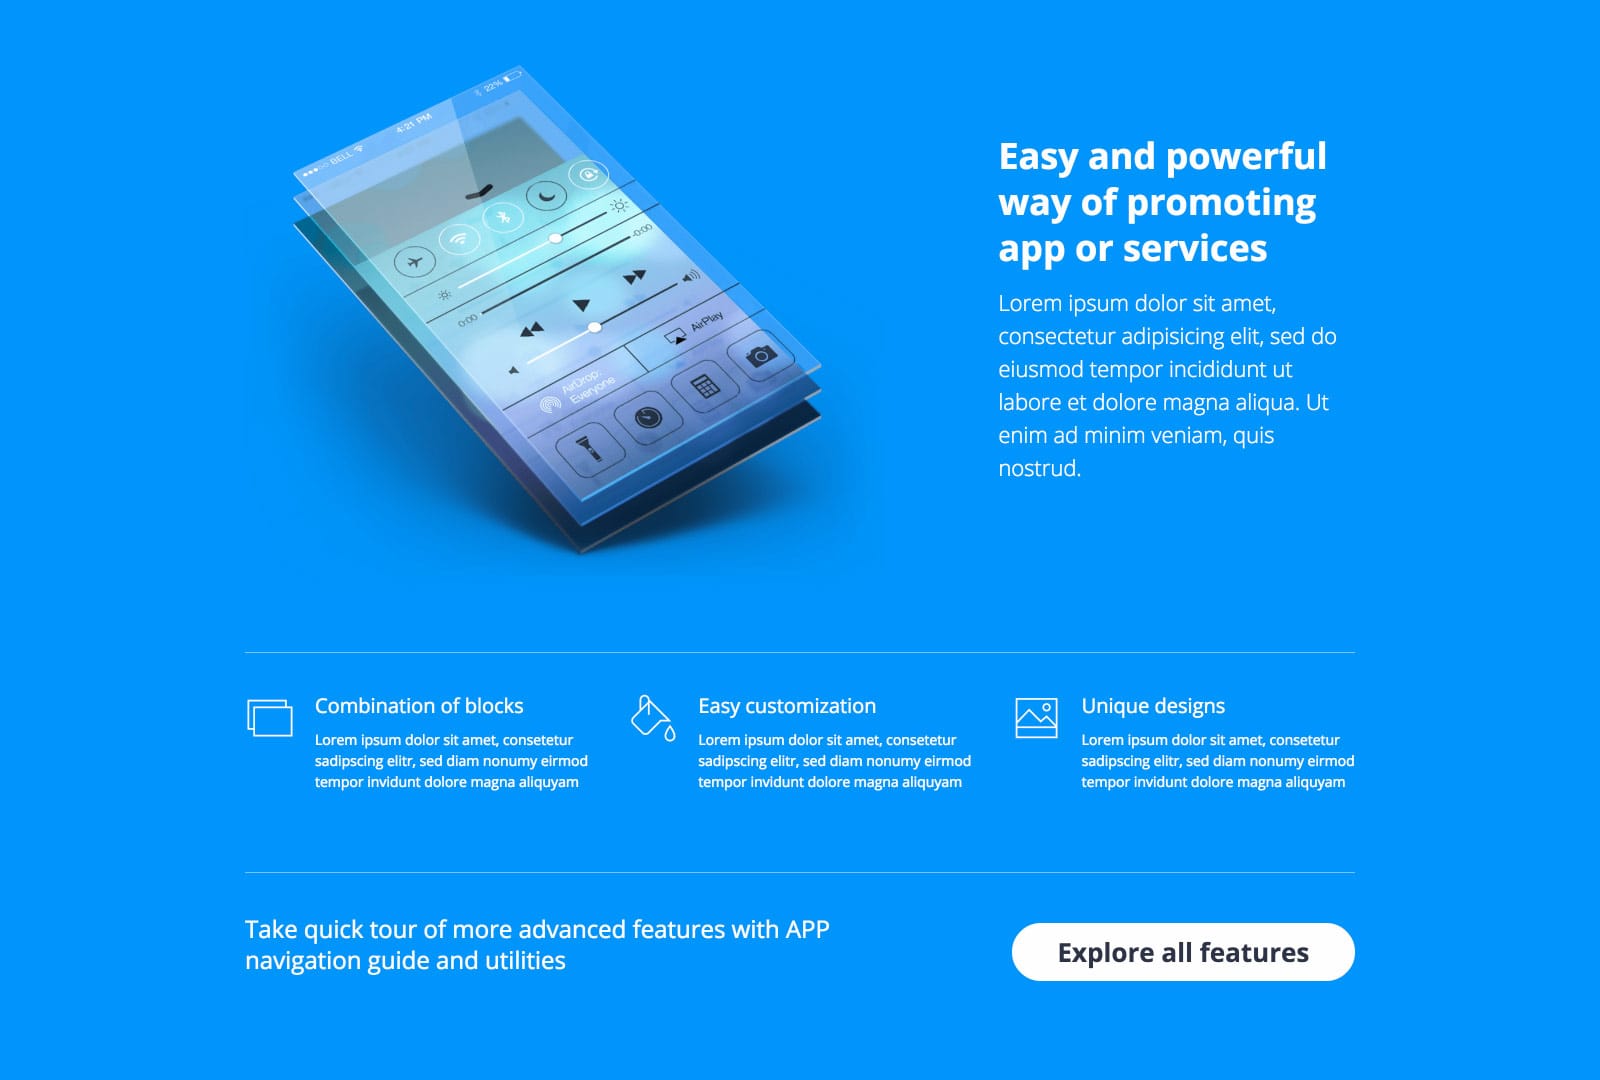 ●●●○○ BELL
4:21 PM
22%
-0:00
0:00
AirPlay
AirDrop:
Everyone
Easy and powerful
way of promoting
app or services
Lorem ipsum dolor sit amet,
consectetur adipisicing elit, sed do
eiusmod tempor incididunt ut
labore et dolore magna aliqua. Ut
enim ad minim veniam, quis
nostrud.
Combination of blocks
Lorem ipsum dolor sit amet, consetetur
sadipscing elitr, sed diam nonumy eirmod
tempor invidunt dolore magna aliquyam
Easy customization
Lorem ipsum dolor sit amet, consetetur
sadipscing elitr, sed diam nonumy eirmod
tempor invidunt dolore magna aliquyam
Unique designs
Lorem ipsum dolor sit amet, consetetur
sadipscing elitr, sed diam nonumy eirmod
tempor invidunt dolore magna aliquyam
Take quick tour of more advanced features with APP
navigation guide and utilities
Explore all features